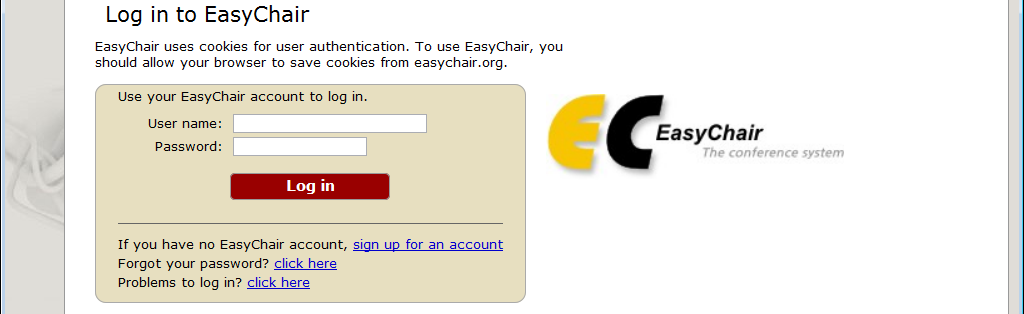 Log in to EasyChair
EasyChair uses cookies for user authentication. To use EasyChair, you
should allow your browser to save cookies from easychair.org.
Use your EasyChair account to log in.
User name:
Password:
Log in
If you have no EasyChair account, sign up for an account
Forgot your password? click here
Problems to log in? click here
EC EasyChair
The conference system